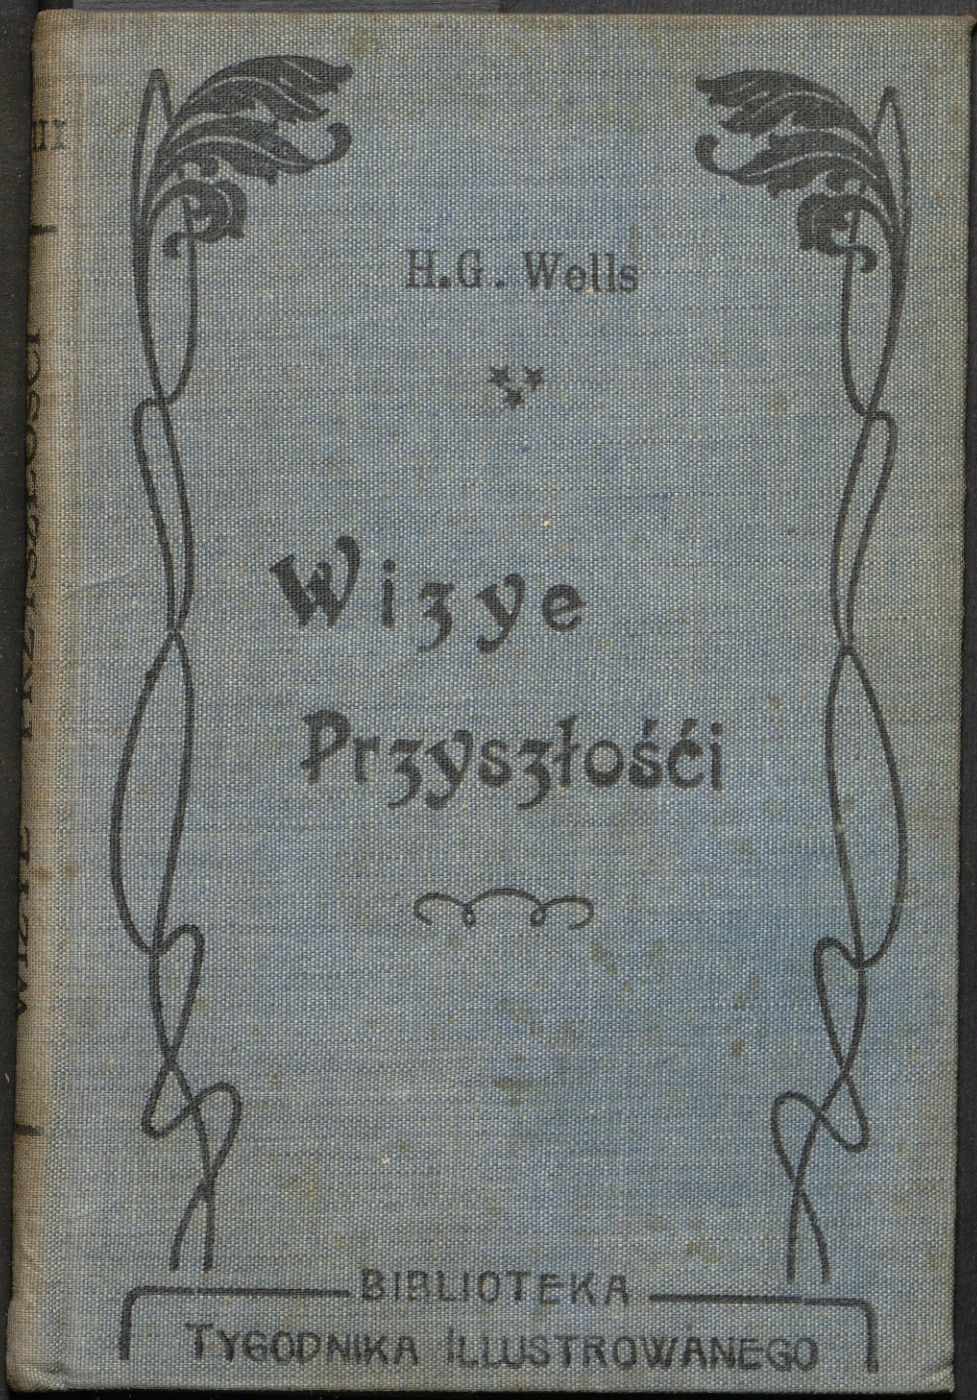 H.G. Wells
Wizye
Przyszłośći
BIBLIOTEKA
TYGODNIKA ILLUSTROWANEGO